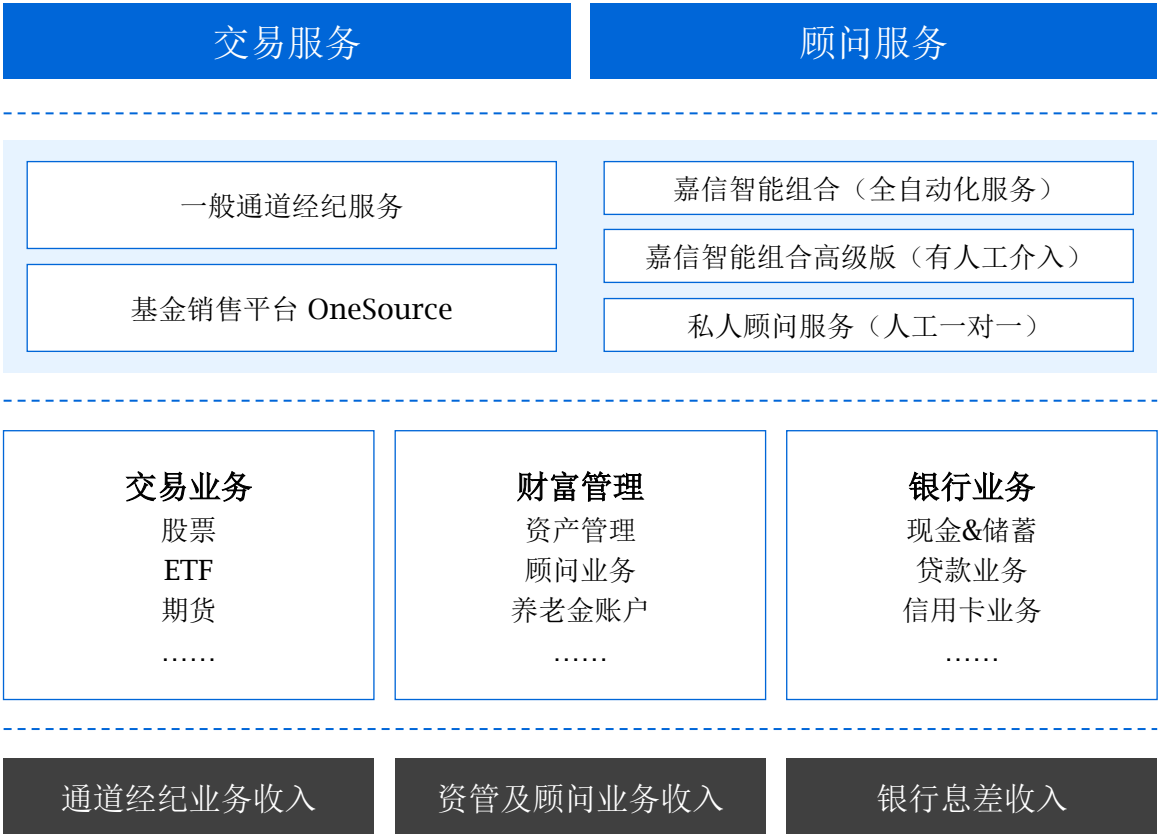 交易服务
顾问服务
一般通道经纪服务
基金销售平台 OneSource
嘉信智能组合（全自动化服务）
嘉信智能组合高级版（有人工介入）
私人顾问服务（人工一对一）
交易业务
股票
ETF
期货
……
财富管理
资产管理
顾问业务
养老金账户
……
银行业务
现金&储蓄
贷款业务
信用卡业务
……
通道经纪业务收入
资管及顾问业务收入
银行息差收入